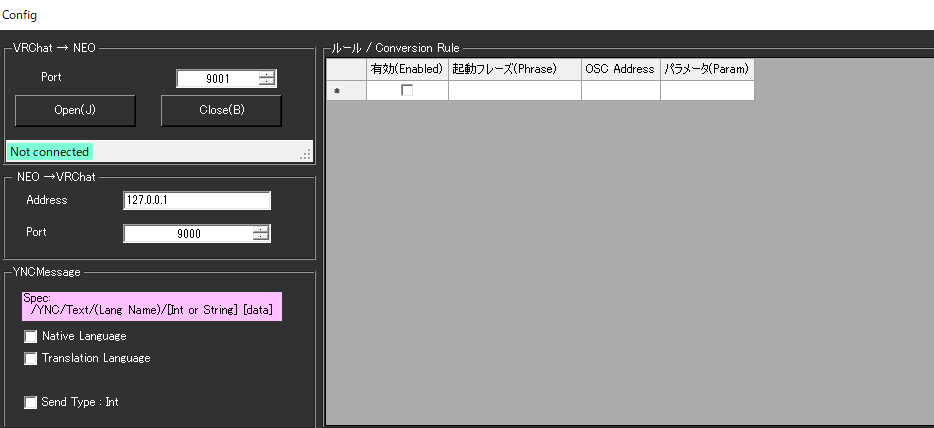 Config
VRChat → NEO
Port
9001
Open(J)
Close(B)
Not connected
NEO →VRChat
Address
127.0.0.1
Port
9000
YNCMessage
Spec:
/YNC/Text/(Lang Name)/[Int or String] [data]
Native Language
Translation Language
Send Type : Int
ルール / Conversion Rule
有効(Enabled)
起動フレーズ(Phrase)
OSC Address
パラメータ(Param)